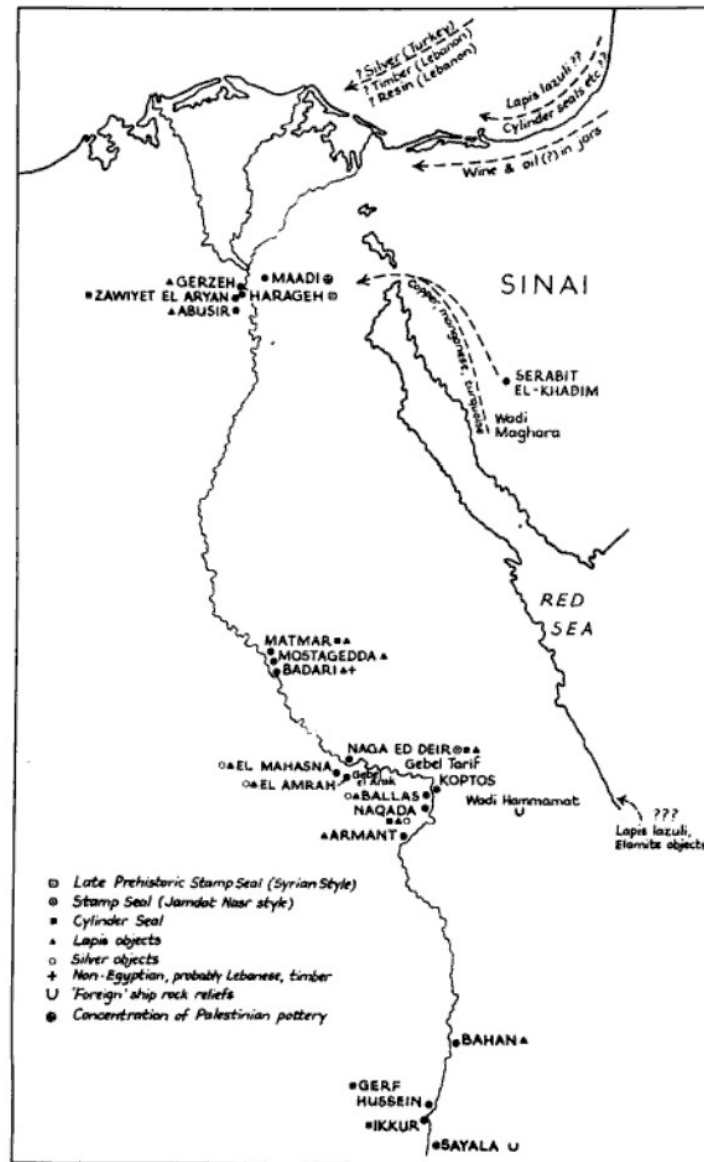 ? Silver (Turkey)
? Timber (Lebanon)
? Resin (Lebanon)
Lapis lazuli ??
Cylinder seals etc ??
Wine & oil (?) in jars
GERZEH
MAADI
ZAWIYET EL ARYAN
HARAGEH
ABUSIR
SINAI
Copper, manganese, turquoise
SERABIT
EL-KHADIM
Wadi
Maghara
RED
SEA
MATMAR
MOSTAGEDDA
BADARI
NAGA ED DEIR
Gebel Tarif
EL MAHASNA
Gebel
el Arak
KOPTOS
EL AMRAH
BALLAS
Wadi Hammamat
NAQADA
ARMANT
???
Lapis lazuli,
Elamite objects
Late Prehistoric Stamp Seal (Syrian Style)
Stamp Seal (Jamdat Nasr style)
Cylinder Seal
Lapis objects
Silver objects
Non-Egyptian, probably Lebanese, timber
'Foreign' ship rock reliefs
Concentration of Palestinian pottery
BAHAN
GERF
HUSSEIN
IKKUR
SAYALA